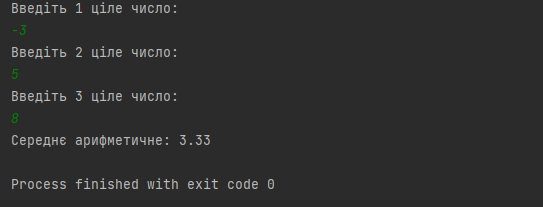 Введіть 1 ціле число:
-3
Введіть 2 ціле число:
5
Введіть 3 ціле число:
8
Середнє арифметичне: 3.33
Process finished with exit code 0